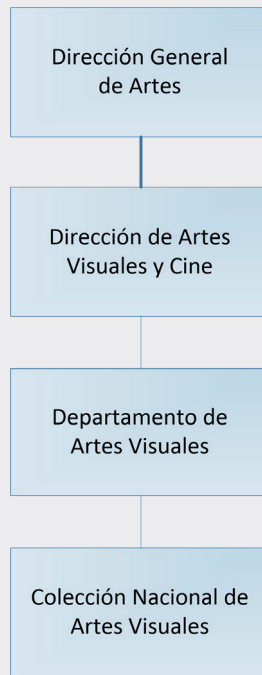 Dirección General
de Artes
Dirección de Artes
Visuales y Cine
Departamento de
Artes Visuales
Colección Nacional de
Artes Visuales